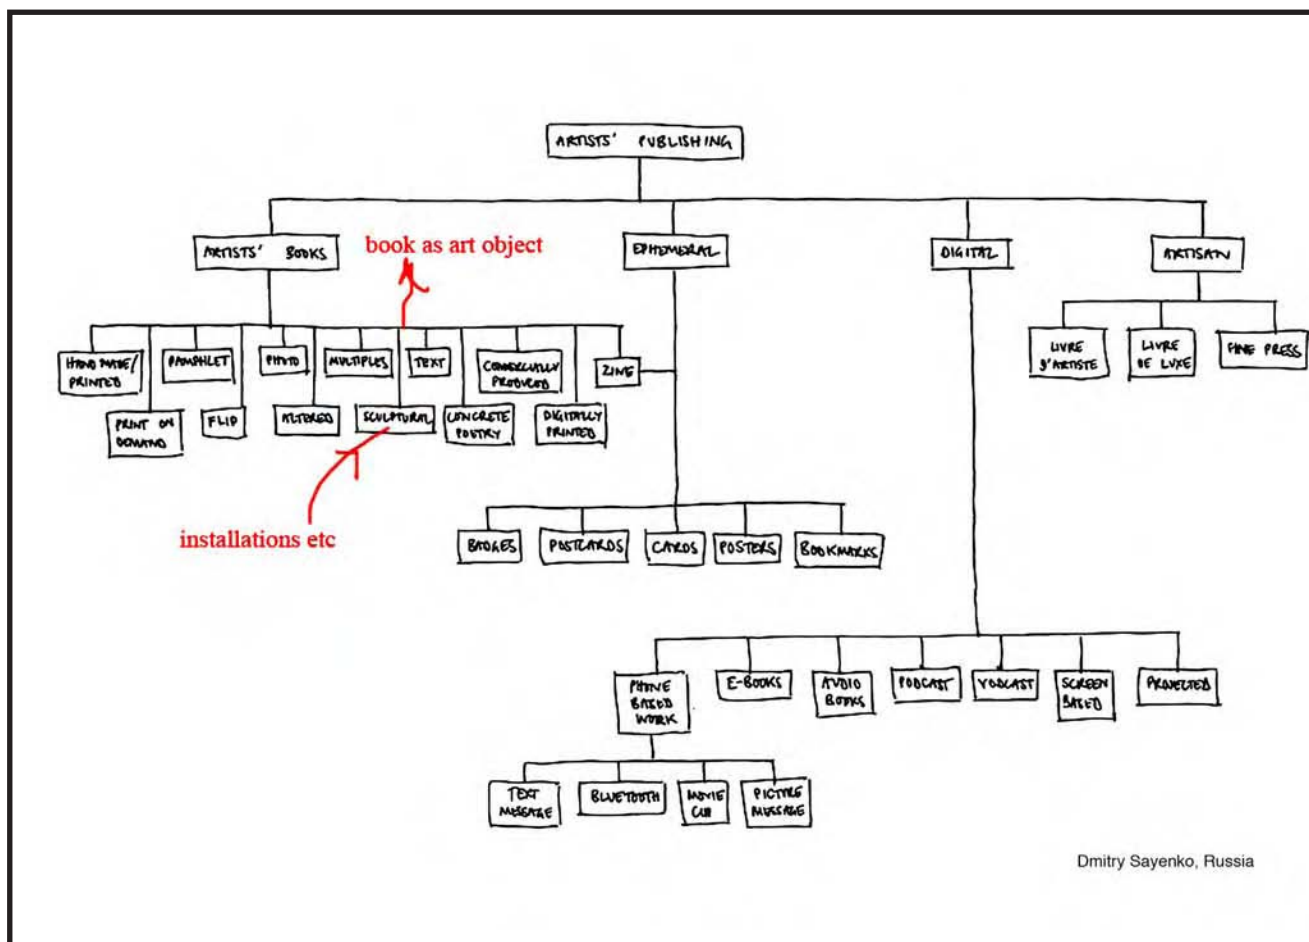 ARTISTS' PUBLISHING
ARTISTS' BOOKS
book as art object
EPHEMERAL
DIGITAL
ARTISAN
HAND MADE/
PRINTED
PAMPHLET
PHOTO
MULTIPLES
TEXT
COMMERCIALLY
PRODUCED
ZINE
PRINT ON
DEMAND
FLIP
ALTERED
SCULPTURAL
CONCRETE
POETRY
DIGITALLY
PRINTED
LIVRE
D'ARTISTE
LIVRE
DE LUXE
FINE PRESS
installations etc
BADGES
POSTCARDS
CARDS
POSTERS
BOOKMARKS
PHONE
BASED
WORK
E-BOOKS
AUDIO
BOOKS
PODCAST
VODCAST
SCREEN
BASED
PROJECTED
TEXT
MESSAGE
BLUETOOTH
MOVIE
CLIP
PICTURE
MESSAGE
Dmitry Sayenko, Russia